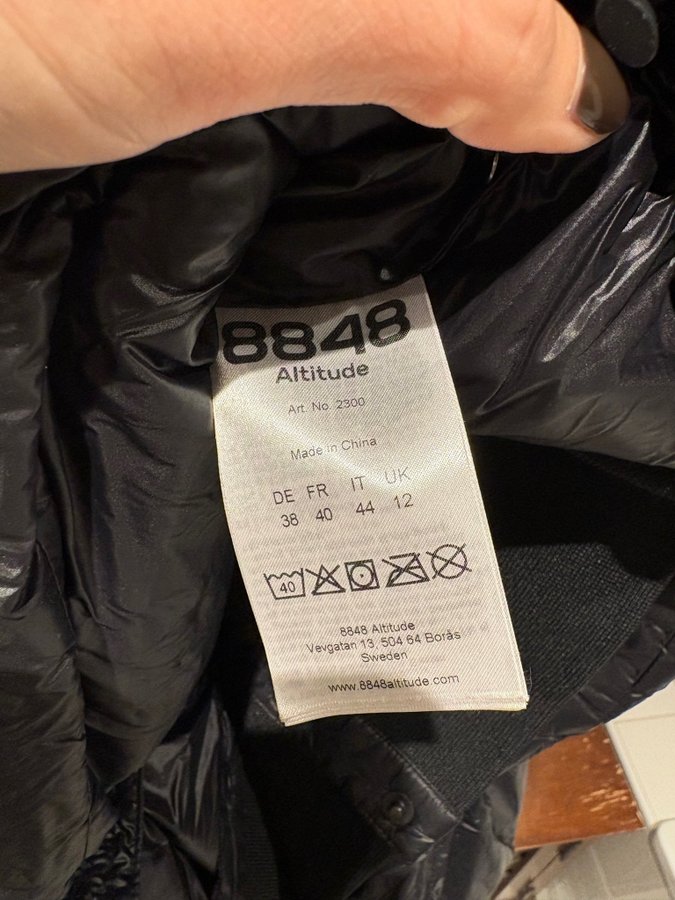 8848
Altitude
Art. No. 2300
Made in China
DE FR IT UK
38 40 44 12
40
8848 Altitude
Vevgatan 13, 504 64 Borås
Sweden
www.8848altitude.com